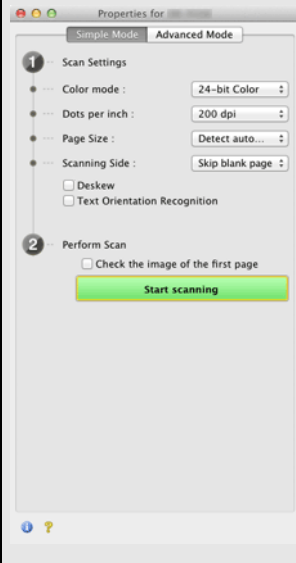 Properties for
Simple Mode Advanced Mode
1 Scan Settings
Color mode : 24-bit Color
Dots per inch : 200 dpi
Page Size : Detect auto...
Scanning Side : Skip blank page
Deskew
Text Orientation Recognition
2 Perform Scan
Check the image of the first page
Start scanning
i ?